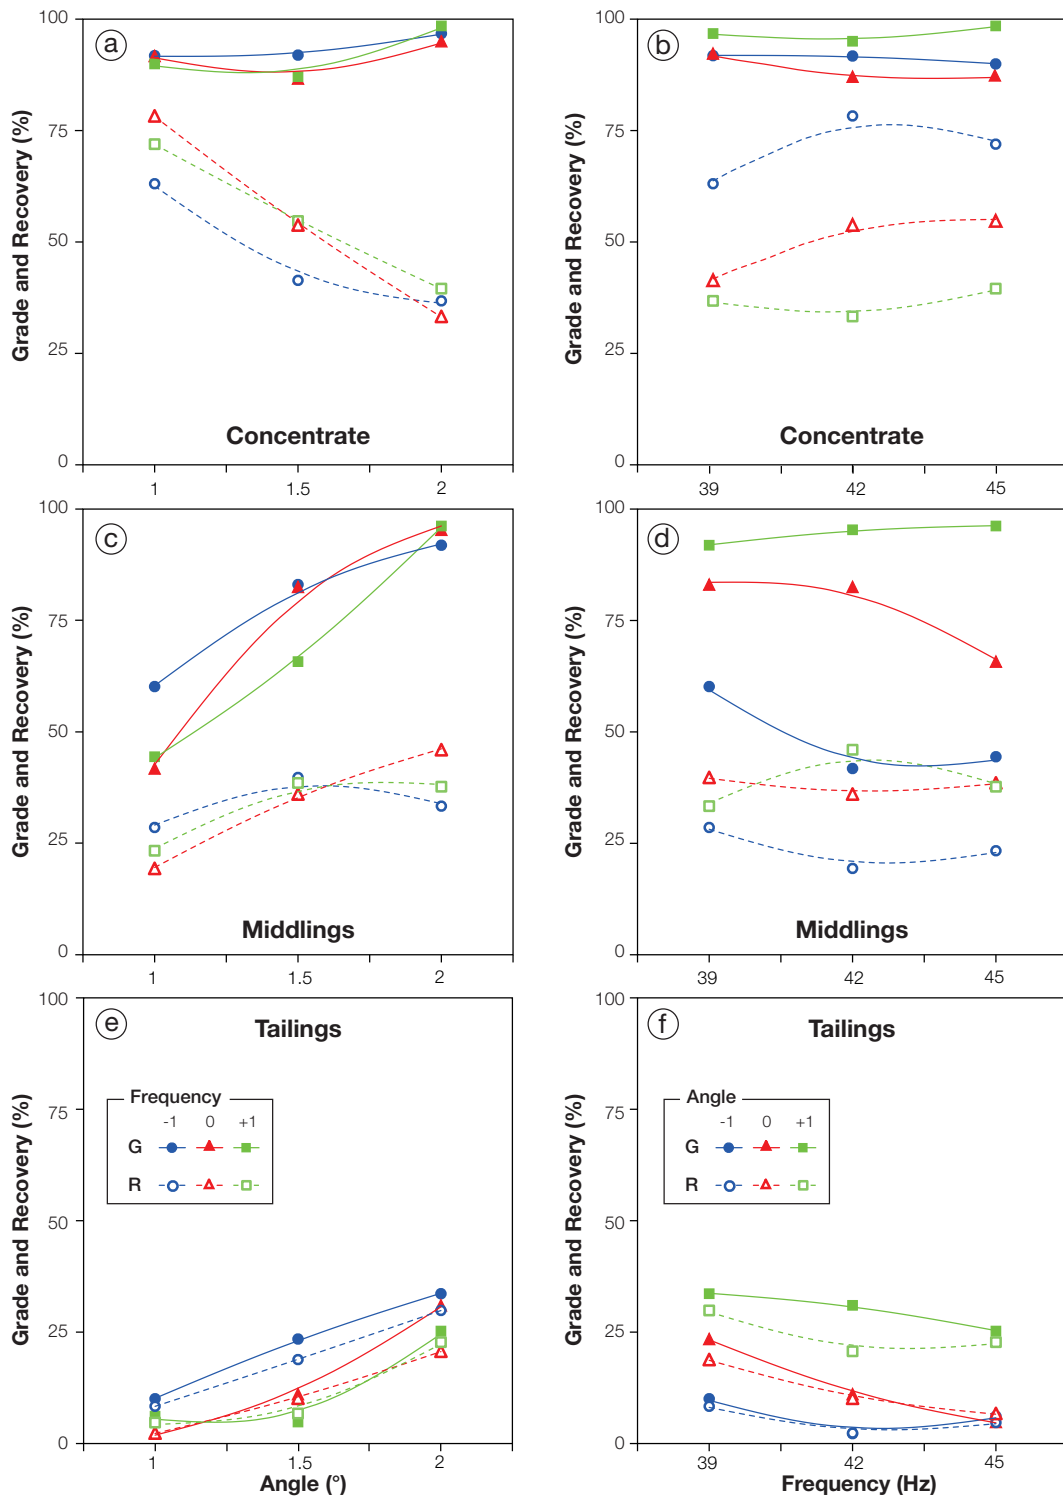 100
a
75
50
25
0
Grade and Recovery (%)
Concentrate
1
1.5
2
100
b
75
50
25
0
Grade and Recovery (%)
Concentrate
39
42
45
100
c
75
50
25
0
Grade and Recovery (%)
Middlings
1
1.5
2
100
d
75
50
25
0
Grade and Recovery (%)
Middlings
39
42
45
100
e
Tailings
75
50
25
0
Grade and Recovery (%)
Frequency
-1 0 +1
G
R
1
1.5
2
Angle (°)
100
f
Tailings
75
50
25
0
Grade and Recovery (%)
Angle
-1 0 +1
G
R
39
42
45
Frequency (Hz)